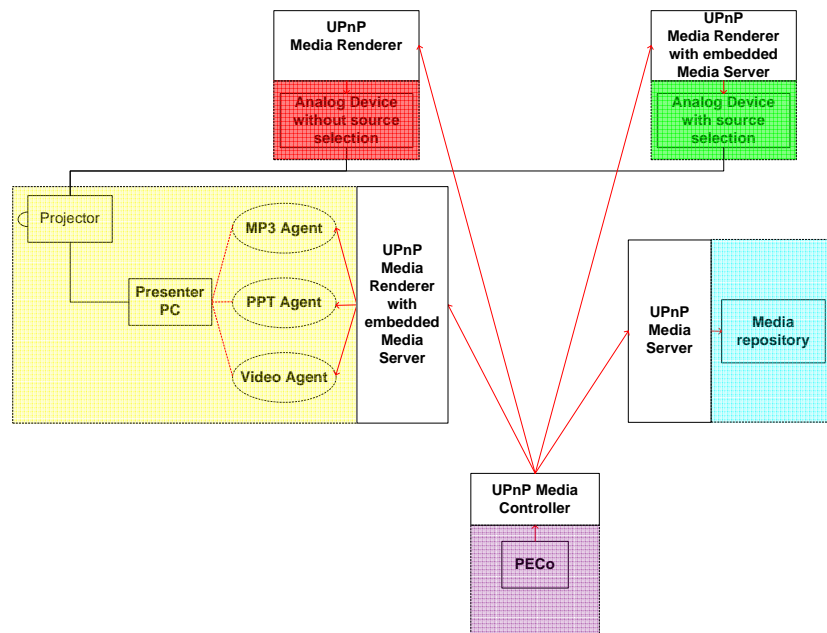 UPnP
Media Renderer
Analog Device
without source
selection
UPnP
Media Renderer
with embedded
Media Server
Analog Device
with source
selection
Projector
Presenter
PC
MP3 Agent
PPT Agent
Video Agent
UPnP
Media
Renderer
with
embedded
Media
Server
UPnP
Media
Server
Media
repository
UPnP Media
Controller
PECo